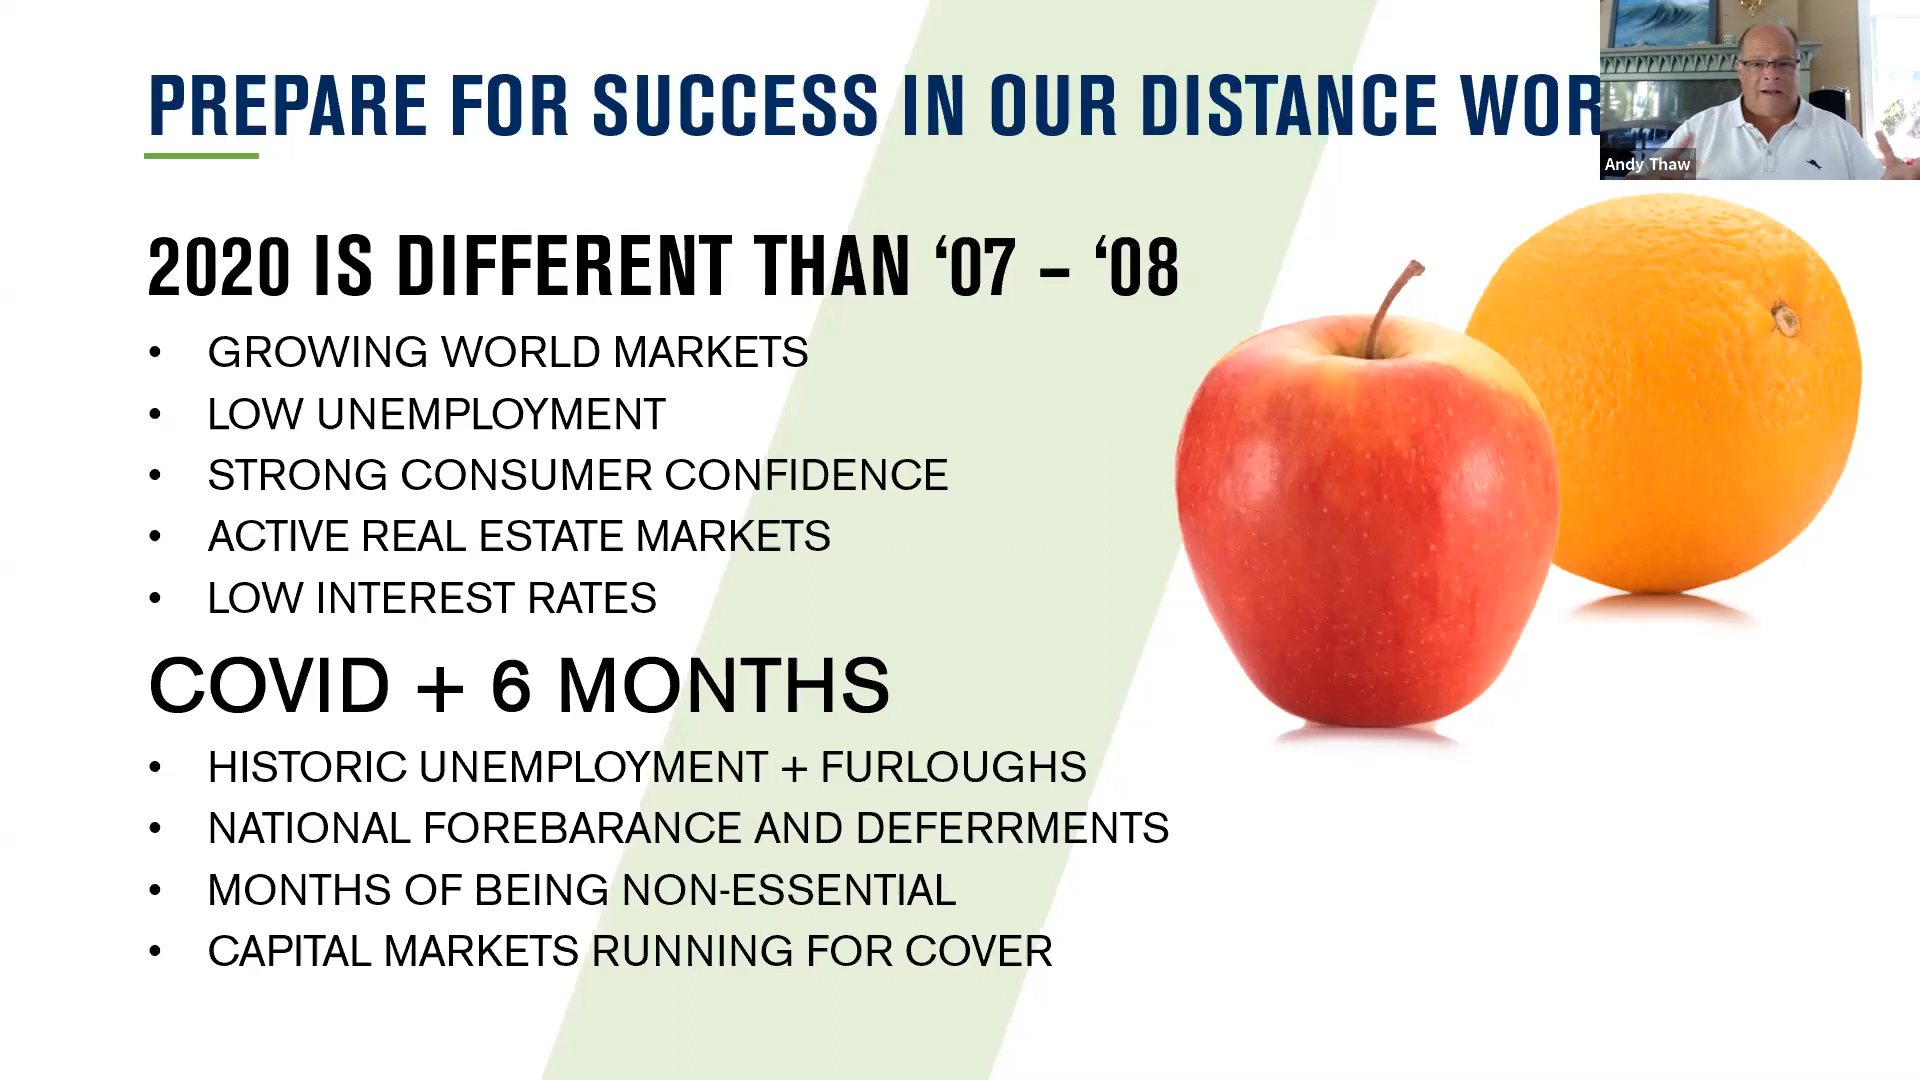 PREPARE FOR SUCCESS IN OUR DISTANCE WOR
Andy Thaw
2020 IS DIFFERENT THAN ‘07 – ‘08
• GROWING WORLD MARKETS
• LOW UNEMPLOYMENT
• STRONG CONSUMER CONFIDENCE
• ACTIVE REAL ESTATE MARKETS
• LOW INTEREST RATES
COVID + 6 MONTHS
• HISTORIC UNEMPLOYMENT + FURLOUGHS
• NATIONAL FOREBARANCE AND DEFERRMENTS
• MONTHS OF BEING NON-ESSENTIAL
• CAPITAL MARKETS RUNNING FOR COVER